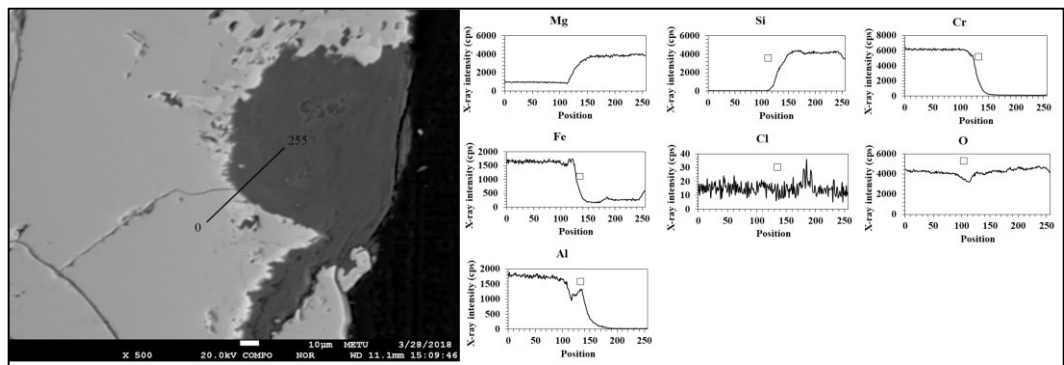 255
0
10µm METU 3/28/2018
X 500 20.0kV COMPO NOR WD 11.1mm 15:09:46
Mg
X-ray intensity (cps)
6000
4000
2000
0
0 50 100 150 200 250
Position
Si
X-ray intensity (cps)
6000
4000
2000
0
0 50 100 150 200 250
Position
Cr
X-ray intensity (cps)
8000
6000
4000
2000
0
0 50 100 150 200 250
Position
Fe
X-ray intensity (cps)
2000
1500
1000
500
0
0 50 100 150 200 250
Position
Cl
X-ray intensity (cps)
40
30
20
10
0
0 50 100 150 200 250
Position
O
X-ray intensity (cps)
6000
4000
2000
0
0 50 100 150 200 250
Position
Al
X-ray intensity (cps)
2000
1500
1000
500
0
0 50 100 150 200 250
Position